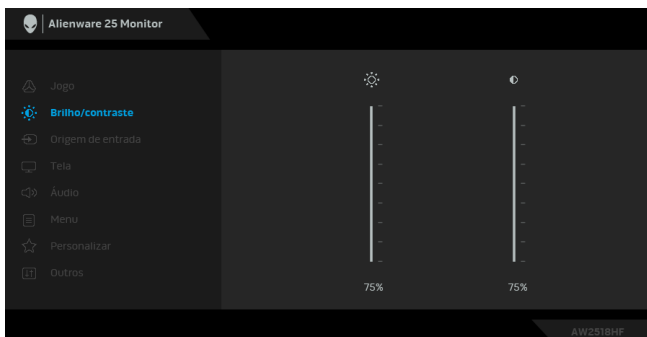 Alienware 25 Monitor
Jogo
Brilho/contraste
Origem de entrada
Tela
Áudio
Menu
Personalizar
Outros
75% 75%
AW2518HF